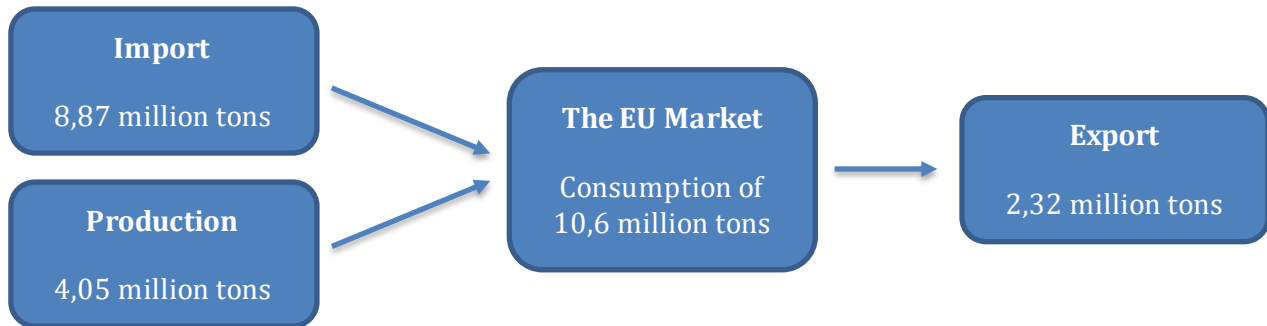 Import
8,87 million tons
Production
4,05 million tons
The EU Market
Consumption of
10,6 million tons
Export
2,32 million tons